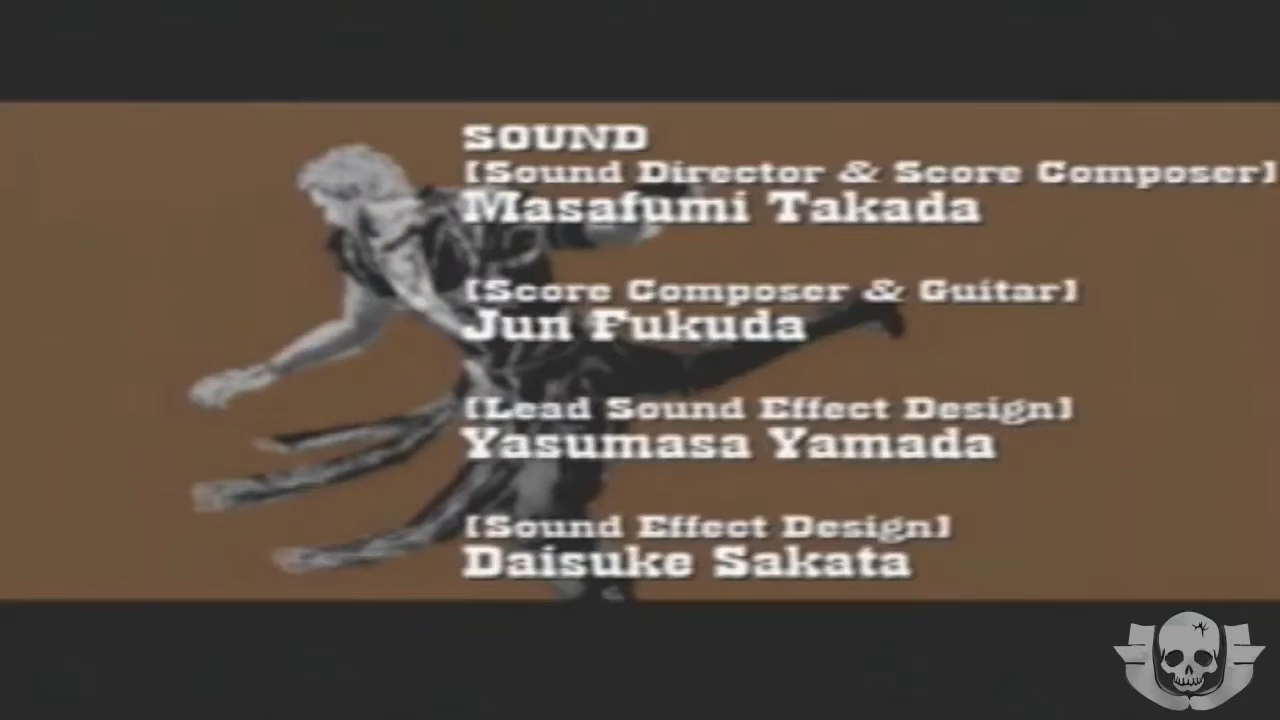 SOUND
[Sound Director & Score Composer]
Masafumi Takada
[Score Composer & Guitar]
Jun Fukuda
[Lead Sound Effect Design]
Yasumasa Yamada
[Sound Effect Design]
Daisuke Sakata